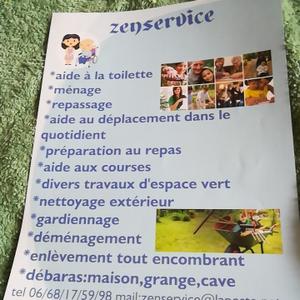 zenservice
*aide à la toilette
*ménage
*repassage
*aide au déplacement dans le
quotidient
*préparation au repas
*aide aux courses
*divers travaux d'espace vert
*nettoyage extérieur
*gardiennage
*déménagement
*enlèvement tout encombrant
*débaras:maison,grange,cave
tel 06/68/17/59/98 mail:zenservice@